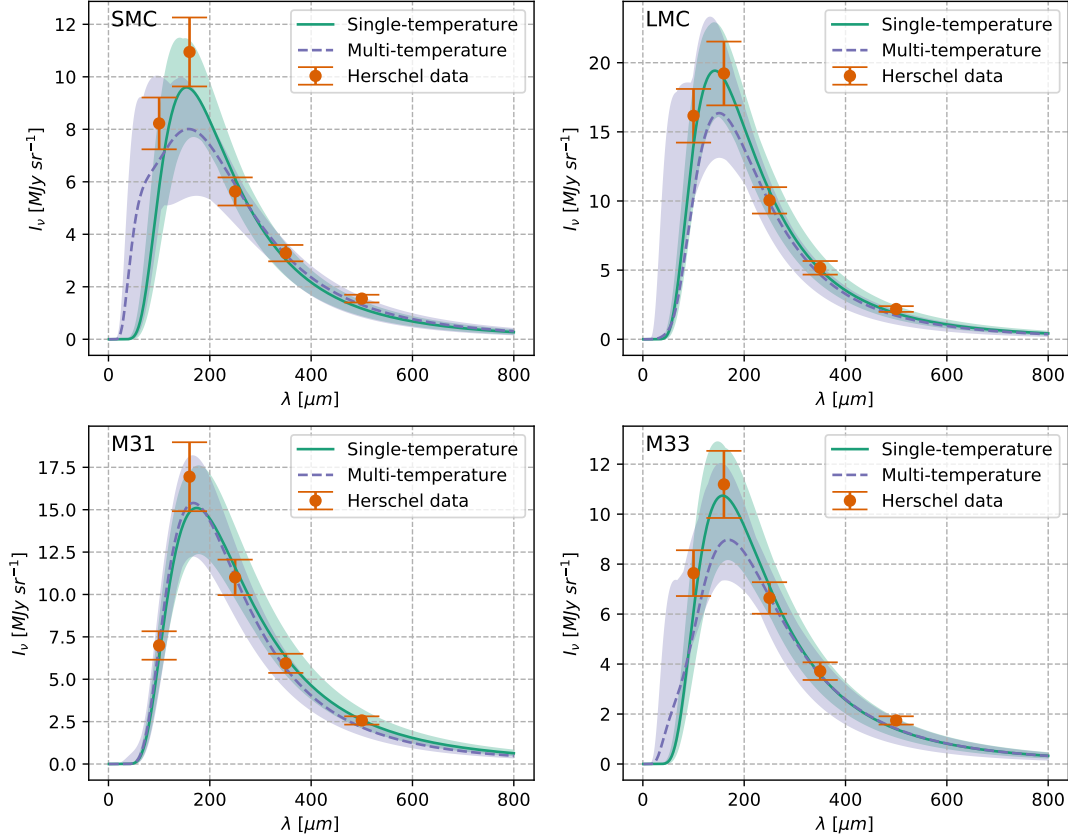 SMC
Single-temperature
Multi-temperature
Herschel data
12
10
8
6
4
2
0
I_ν [MJy sr⁻¹]
0 200 400 600 800
λ [μm]
LMC
Single-temperature
Multi-temperature
Herschel data
20
15
10
5
0
I_ν [MJy sr⁻¹]
0 200 400 600 800
λ [μm]
M31
Single-temperature
Multi-temperature
Herschel data
17.5
15.0
12.5
10.0
7.5
5.0
2.5
0.0
I_ν [MJy sr⁻¹]
0 200 400 600 800
λ [μm]
M33
Single-temperature
Multi-temperature
Herschel data
12
10
8
6
4
2
0
I_ν [MJy sr⁻¹]
0 200 400 600 800
λ [μm]